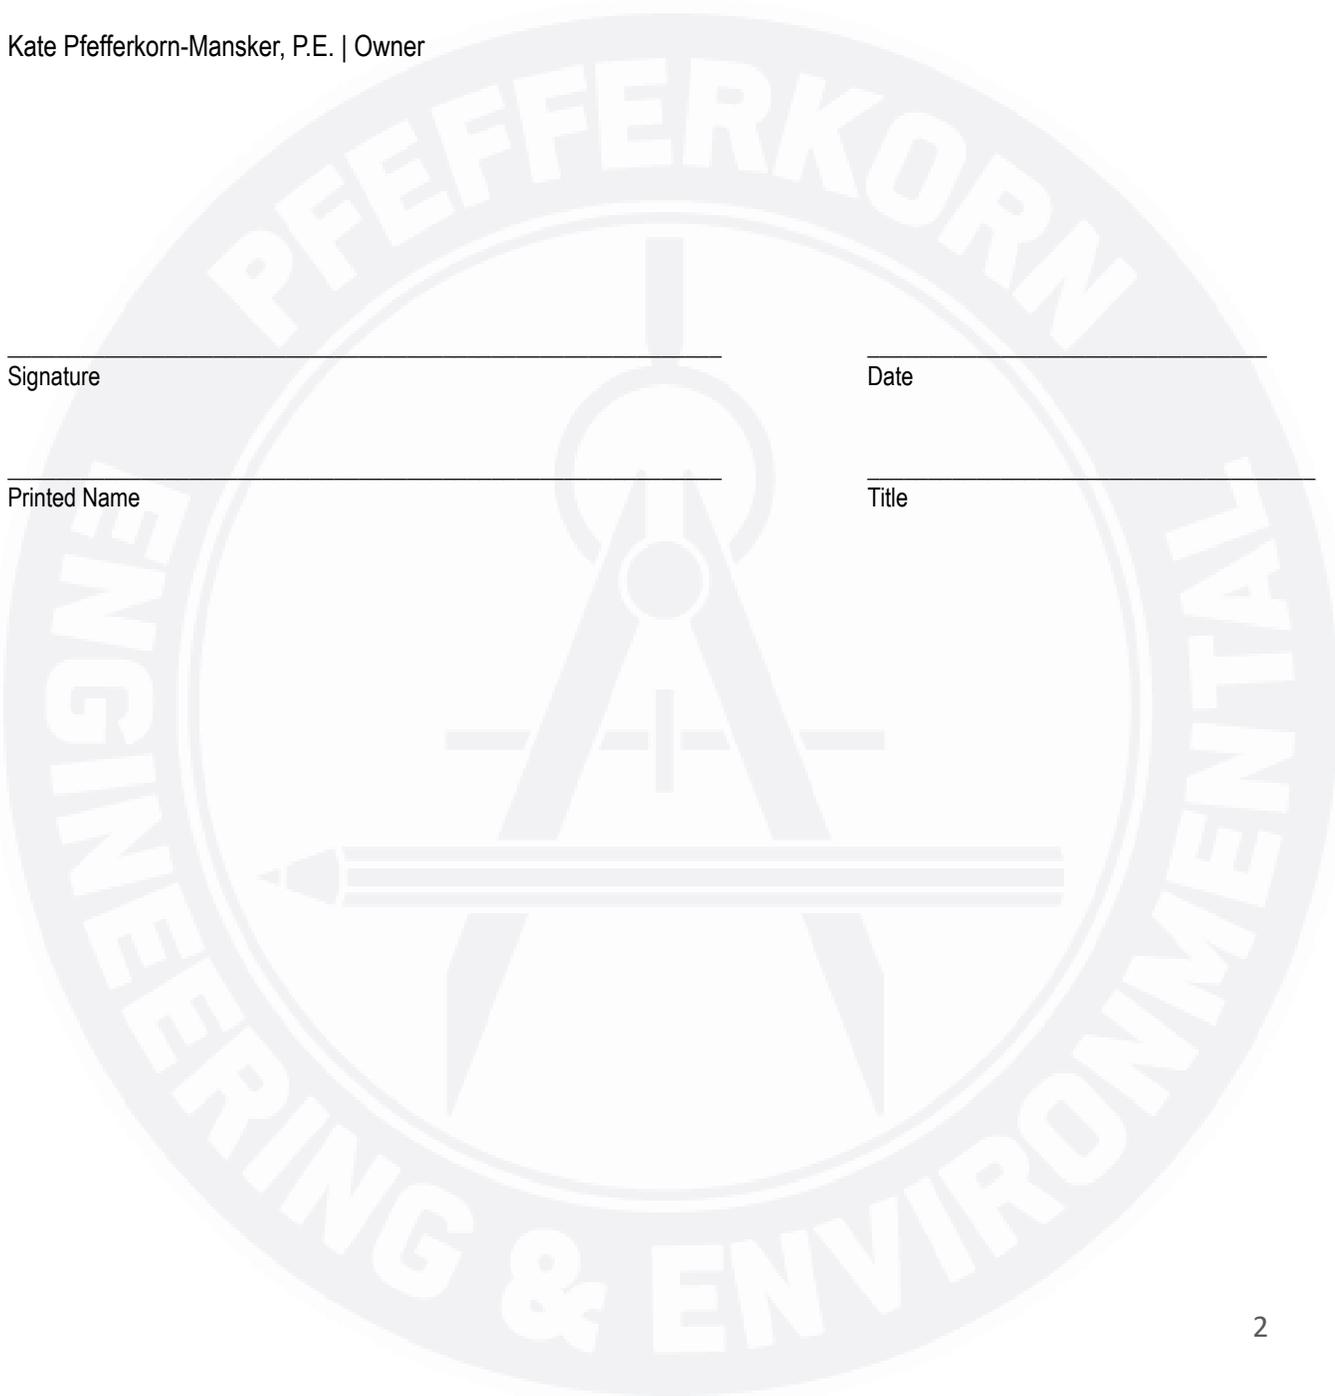 Kate Pfefferkorn-Mansker, P.E. | Owner
PFEFFERKORN
ENGINEERING & ENVIRONMENTAL
Signature
Date
Printed Name
Title
2